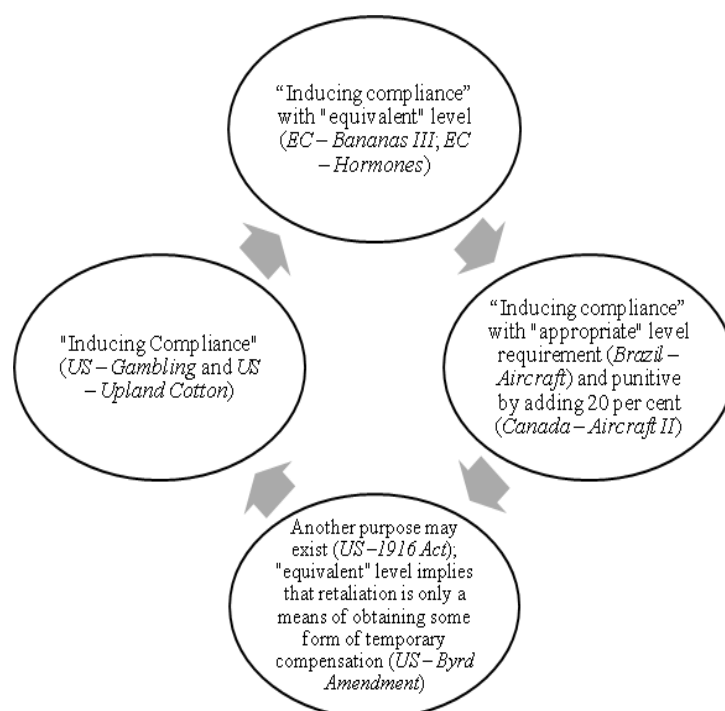 “Inducing compliance”
with "equivalent" level
(EC – Bananas III; EC
– Hormones)
“Inducing compliance”
with "appropriate" level
requirement (Brazil –
Aircraft) and punitive
by adding 20 per cent
(Canada – Aircraft II)
Another purpose may
exist (US –1916 Act);
"equivalent" level implies
that retaliation is only a
means of obtaining some
form of temporary
compensation (US – Byrd
Amendment)
"Inducing Compliance"
(US – Gambling and US
– Upland Cotton)